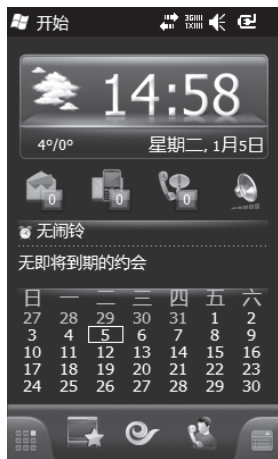 开始 3G 1X
14:58
4°/0° 星期二, 1月5日
0 0 0
无闹铃
无即将到期的约会
日 一 二 三 四 五 六
27 28 29 30 31 1 2
3 4 5 6 7 8 9
10 11 12 13 14 15 16
17 18 19 20 21 22 23
24 25 26 27 28 29 30